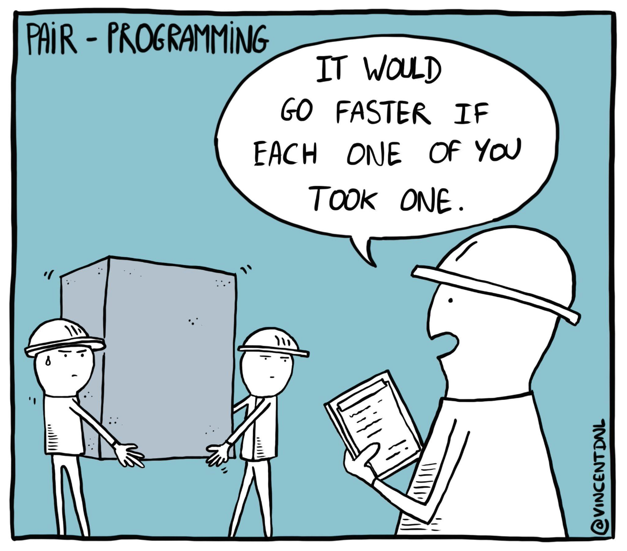 PAIR - PROGRAMMING
IT WOULD
GO FASTER IF
EACH ONE OF YOU
TOOK ONE.
@VINCENTDNL